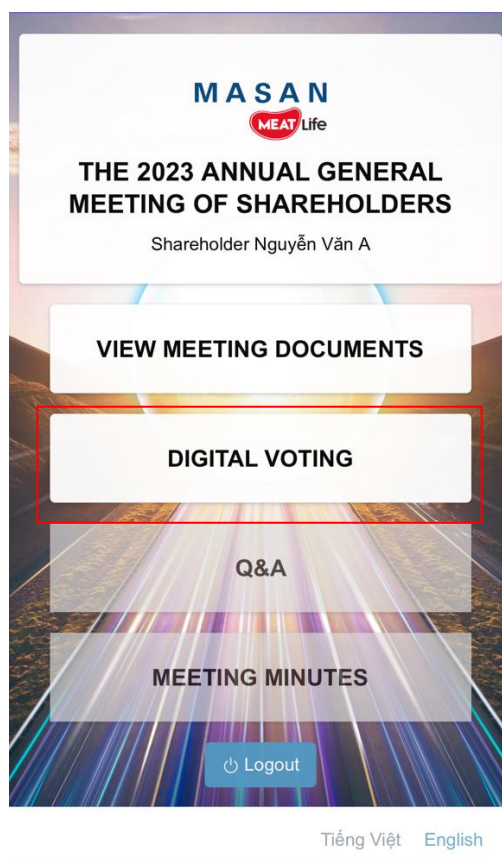 MASAN
MEAT Life
THE 2023 ANNUAL GENERAL
MEETING OF SHAREHOLDERS
Shareholder Nguyễn Văn A
VIEW MEETING DOCUMENTS
DIGITAL VOTING
Q&A
MEETING MINUTES
Logout
Tiếng Việt English